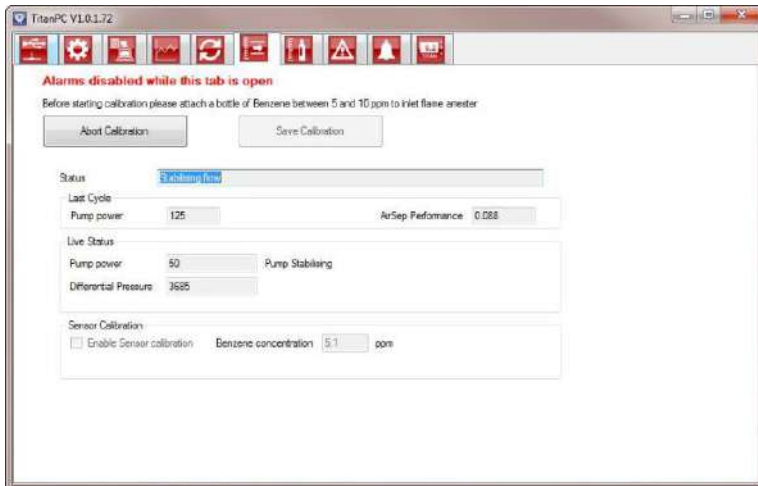 TitanPC V1.0.1.72
Alarms disabled while this tab is open
Before starting calibration please attach a bottle of Benzene between 5 and 10 ppm to inlet flame arrester
Abort Calibration Save Calibration
Status Stabilising flow
Last Cycle
Pump power 125 AirSep Performance 0.088
Live Status
Pump power 50 Pump Stabilising
Differential Pressure 3685
Sensor Calibration
Enable Sensor calibration Benzene concentration 5.1 ppm